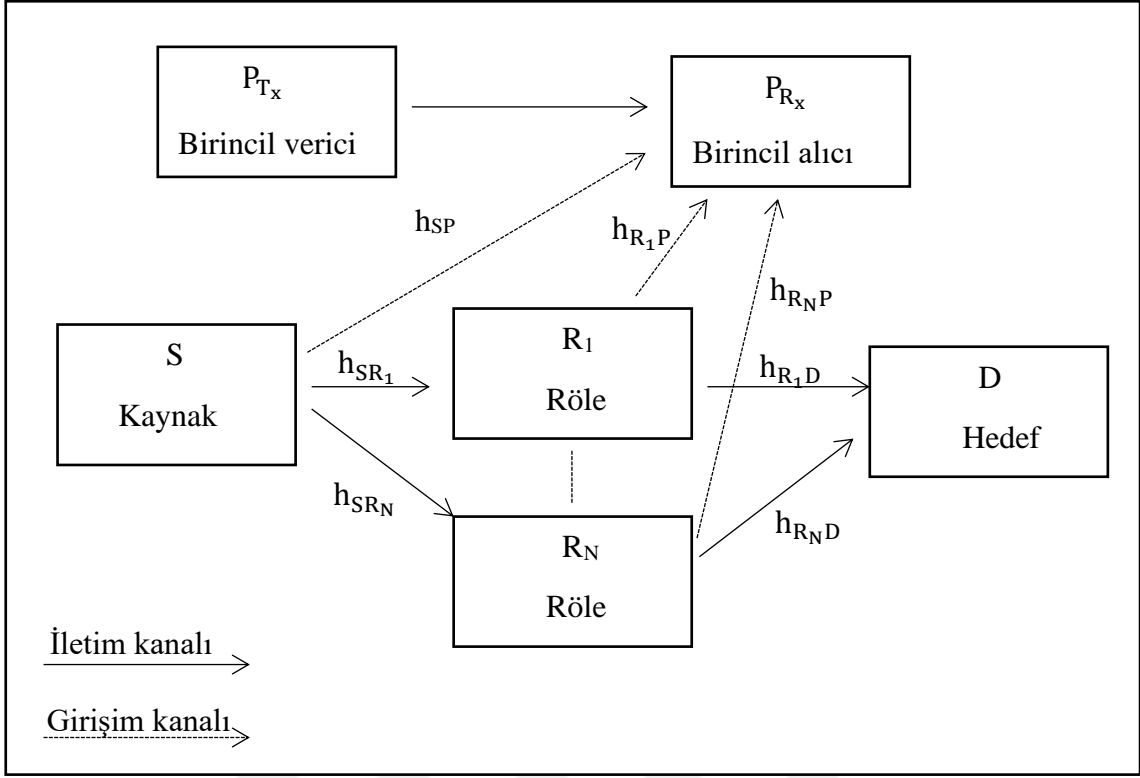 P_{T_x}
Birincil verici
P_{R_x}
Birincil alıcı
h_{SP}
h_{R_1P}
h_{R_NP}
S
Kaynak
h_{SR_1}
R_1
Röle
h_{R_1D}
D
Hedef
h_{SR_N}
h_{R_ND}
R_N
Röle
İletim kanalı
Girişim kanalı